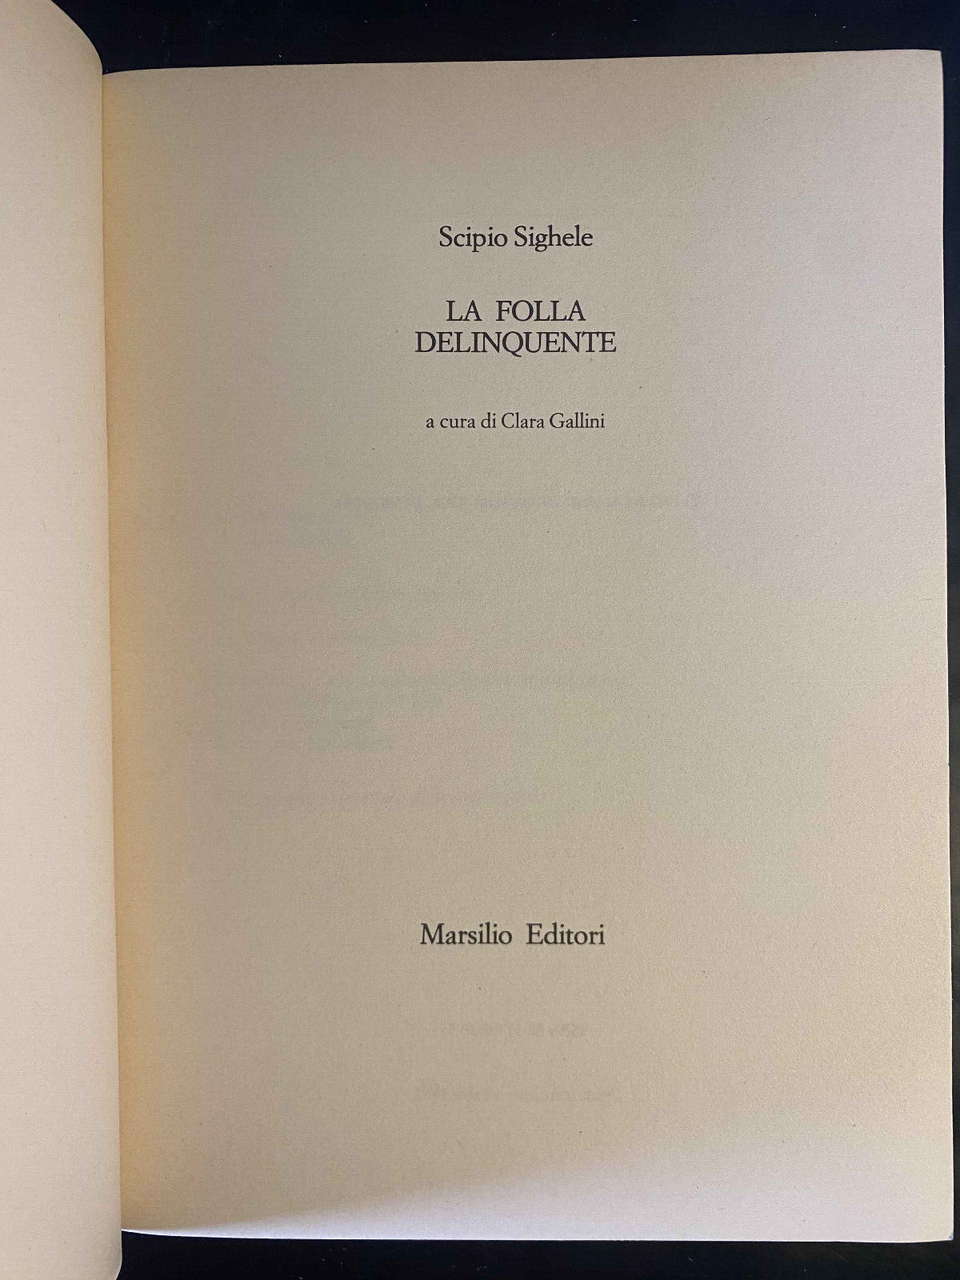 Scipio Sighele
LA FOLLA
DELINQUENTE
a cura di Clara Gallini
Marsilio Editori